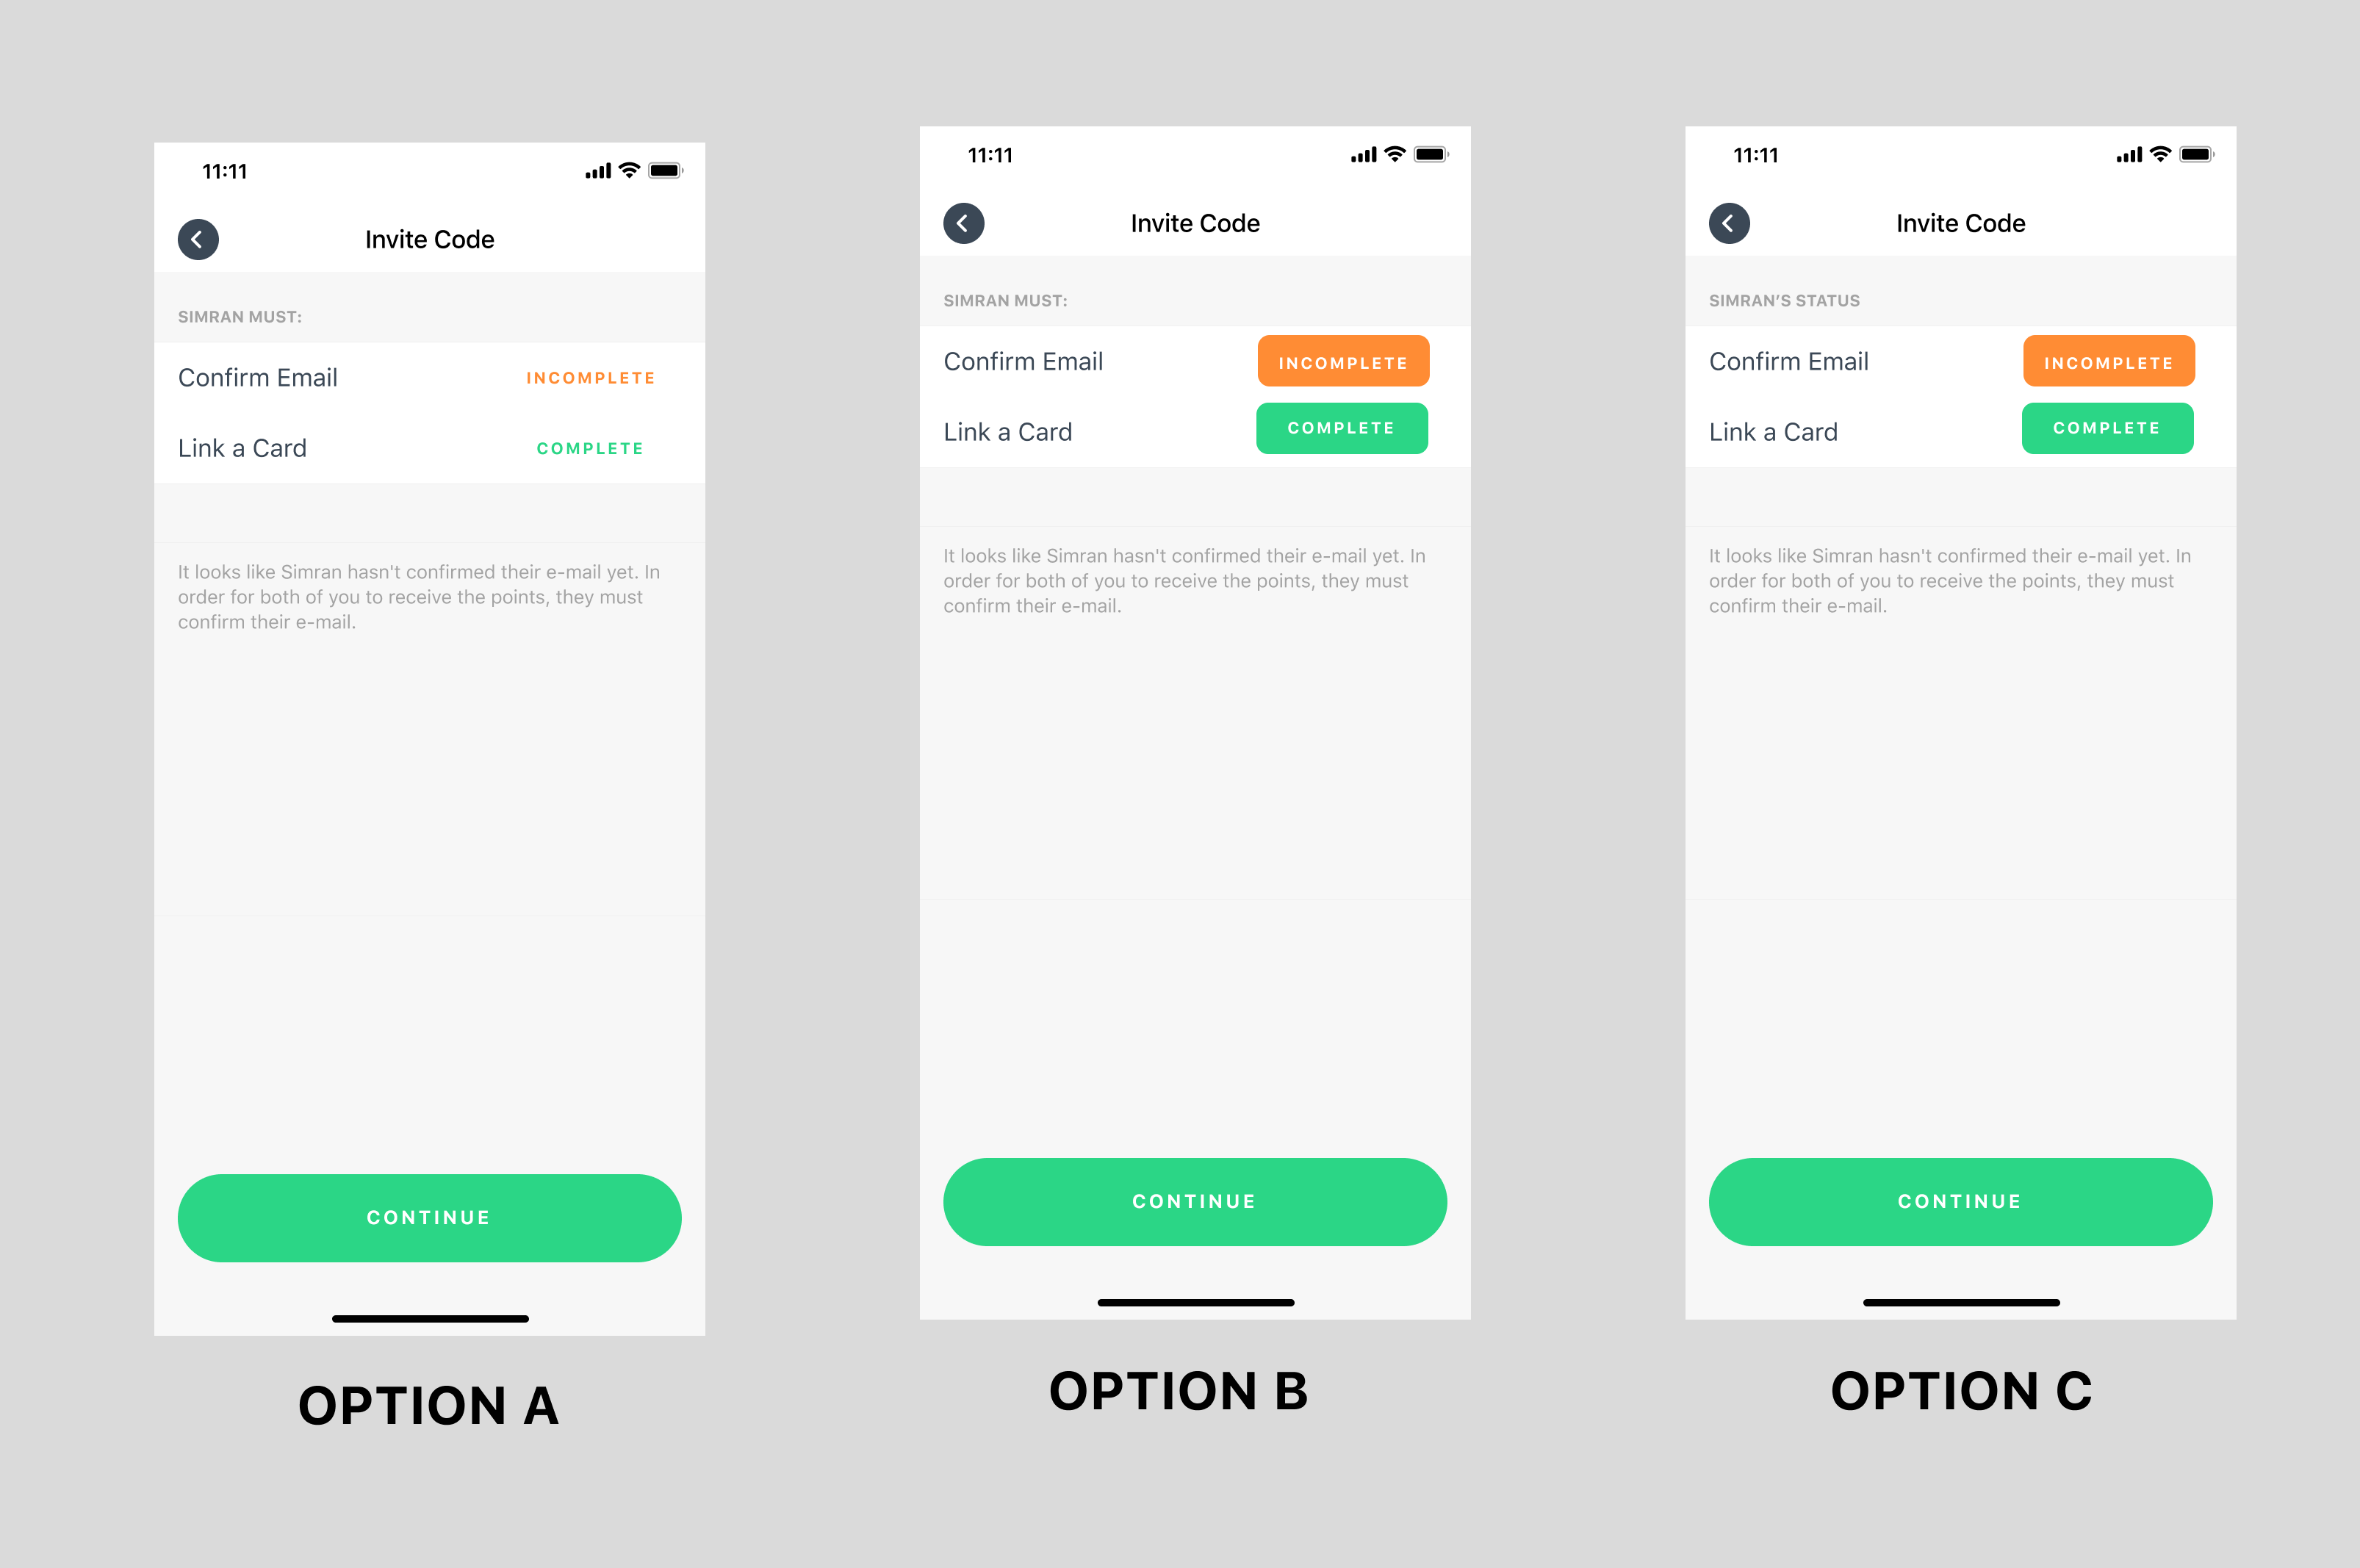 11:11
Invite Code
SIMRAN MUST:
Confirm Email
INCOMPLETE
Link a Card
COMPLETE
It looks like Simran hasn't confirmed their e-mail yet. In
order for both of you to receive the points, they must
confirm their e-mail.
CONTINUE
OPTION A
11:11
Invite Code
SIMRAN MUST:
Confirm Email
INCOMPLETE
Link a Card
COMPLETE
It looks like Simran hasn't confirmed their e-mail yet. In
order for both of you to receive the points, they must
confirm their e-mail.
CONTINUE
OPTION B
11:11
Invite Code
SIMRAN’S STATUS
Confirm Email
INCOMPLETE
Link a Card
COMPLETE
It looks like Simran hasn't confirmed their e-mail yet. In
order for both of you to receive the points, they must
confirm their e-mail.
CONTINUE
OPTION C